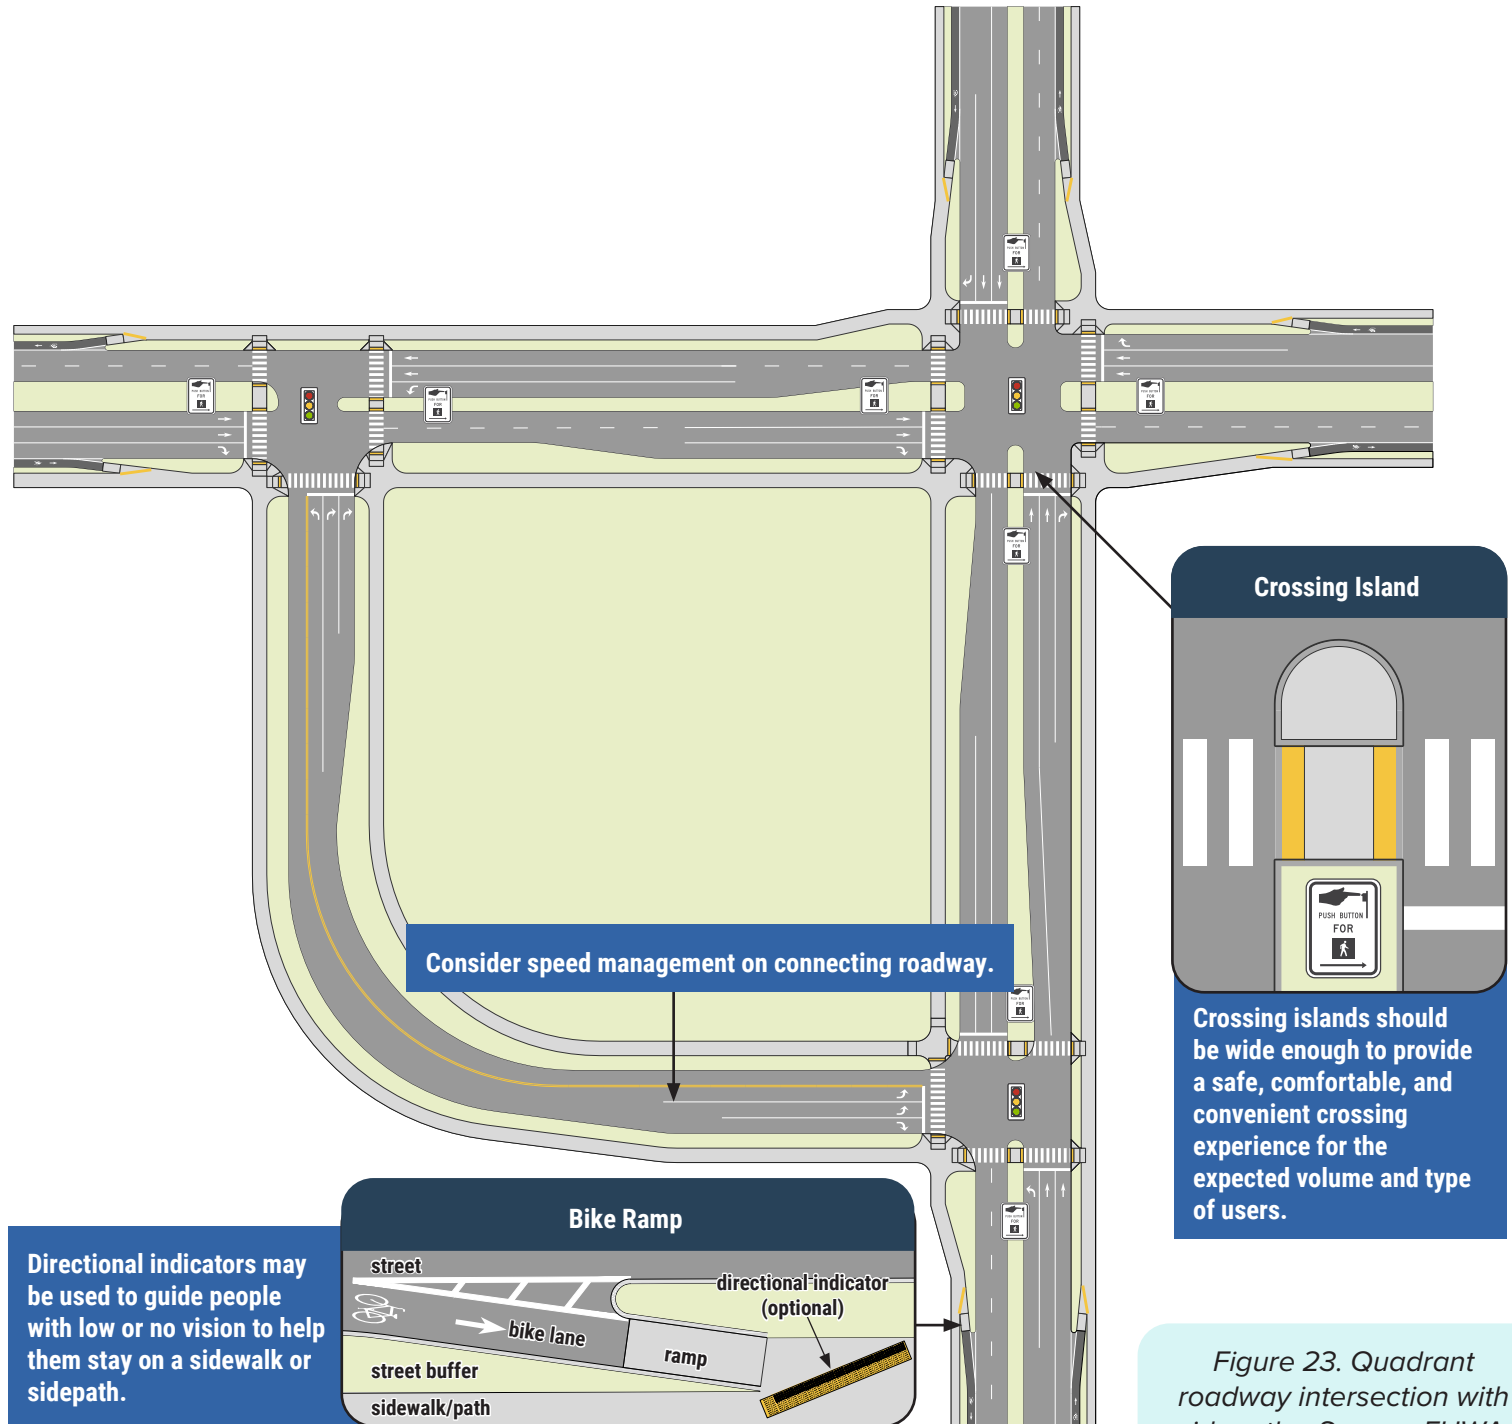 Crossing Island
PUSH BUTTON
FOR
Crossing islands should
be wide enough to provide
a safe, comfortable, and
convenient crossing
experience for the
expected volume and type
of users.
Consider speed management on connecting roadway.
Bike Ramp
street
directional indicator
(optional)
bike lane
ramp
street buffer
sidewalk/path
Directional indicators may
be used to guide people
with low or no vision to help
them stay on a sidewalk or
sidepath.
Figure 23. Quadrant
roadway intersection with